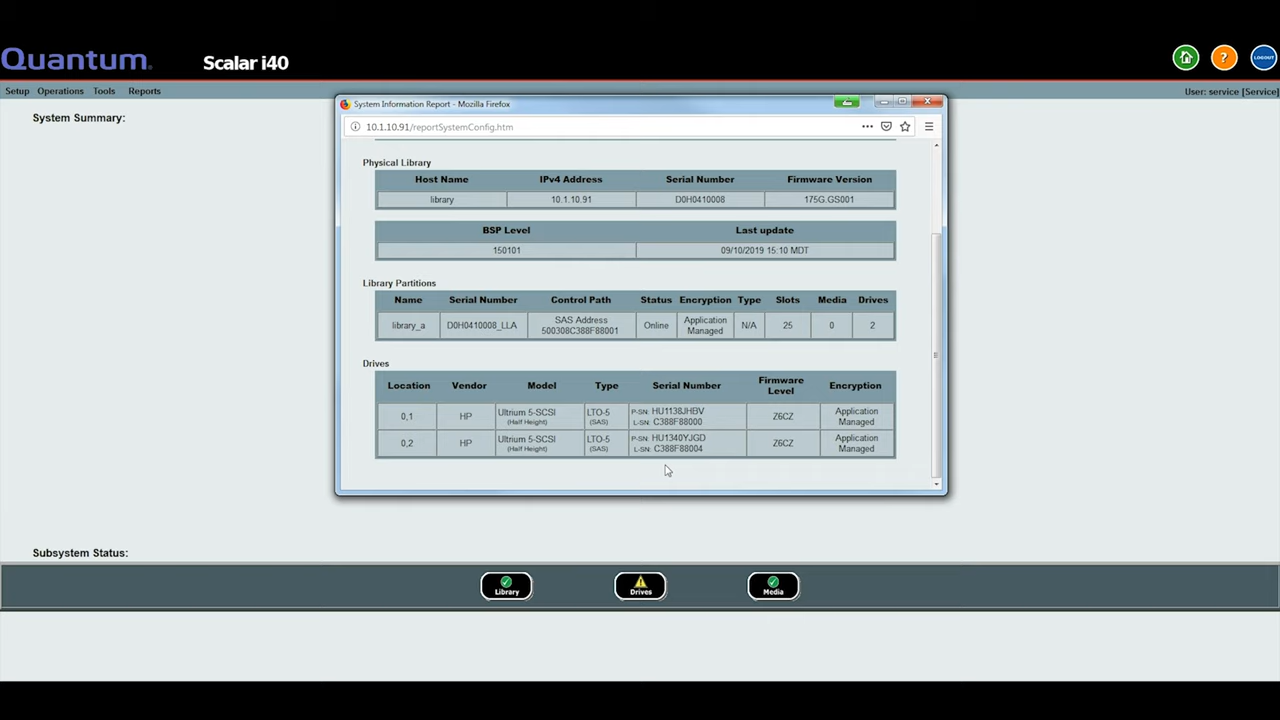 Quantum.
Scalar i40
?
LOGOUT
Setup Operations Tools Reports
User: service [Service]
System Summary:
System Information Report - Mozilla Firefox
10.1.10.91/reportSystemConfig.htm
Physical Library
Host Name IPv4 Address Serial Number Firmware Version
library 10.1.10.91 D0H0410008 175G.GS001
BSP Level Last update
150101 09/10/2019 15:10 MDT
Library Partitions
Name Serial Number Control Path Status Encryption Type Slots Media Drives
library_a D0H0410008_LLA SAS Address 500308C388F88001 Online Application Managed N/A 25 0 2
Drives
Location Vendor Model Type Serial Number Firmware Level Encryption
0,1 HP Ultrium 5-SCSI (Half Height) LTO-5 (SAS) P-SN: HU1138JHBV L-SN: C388F88000 Z6CZ Application Managed
0,2 HP Ultrium 5-SCSI (Half Height) LTO-5 (SAS) P-SN: HU1340YJGD L-SN: C388F88004 Z6CZ Application Managed
Subsystem Status:
Library Drives Media